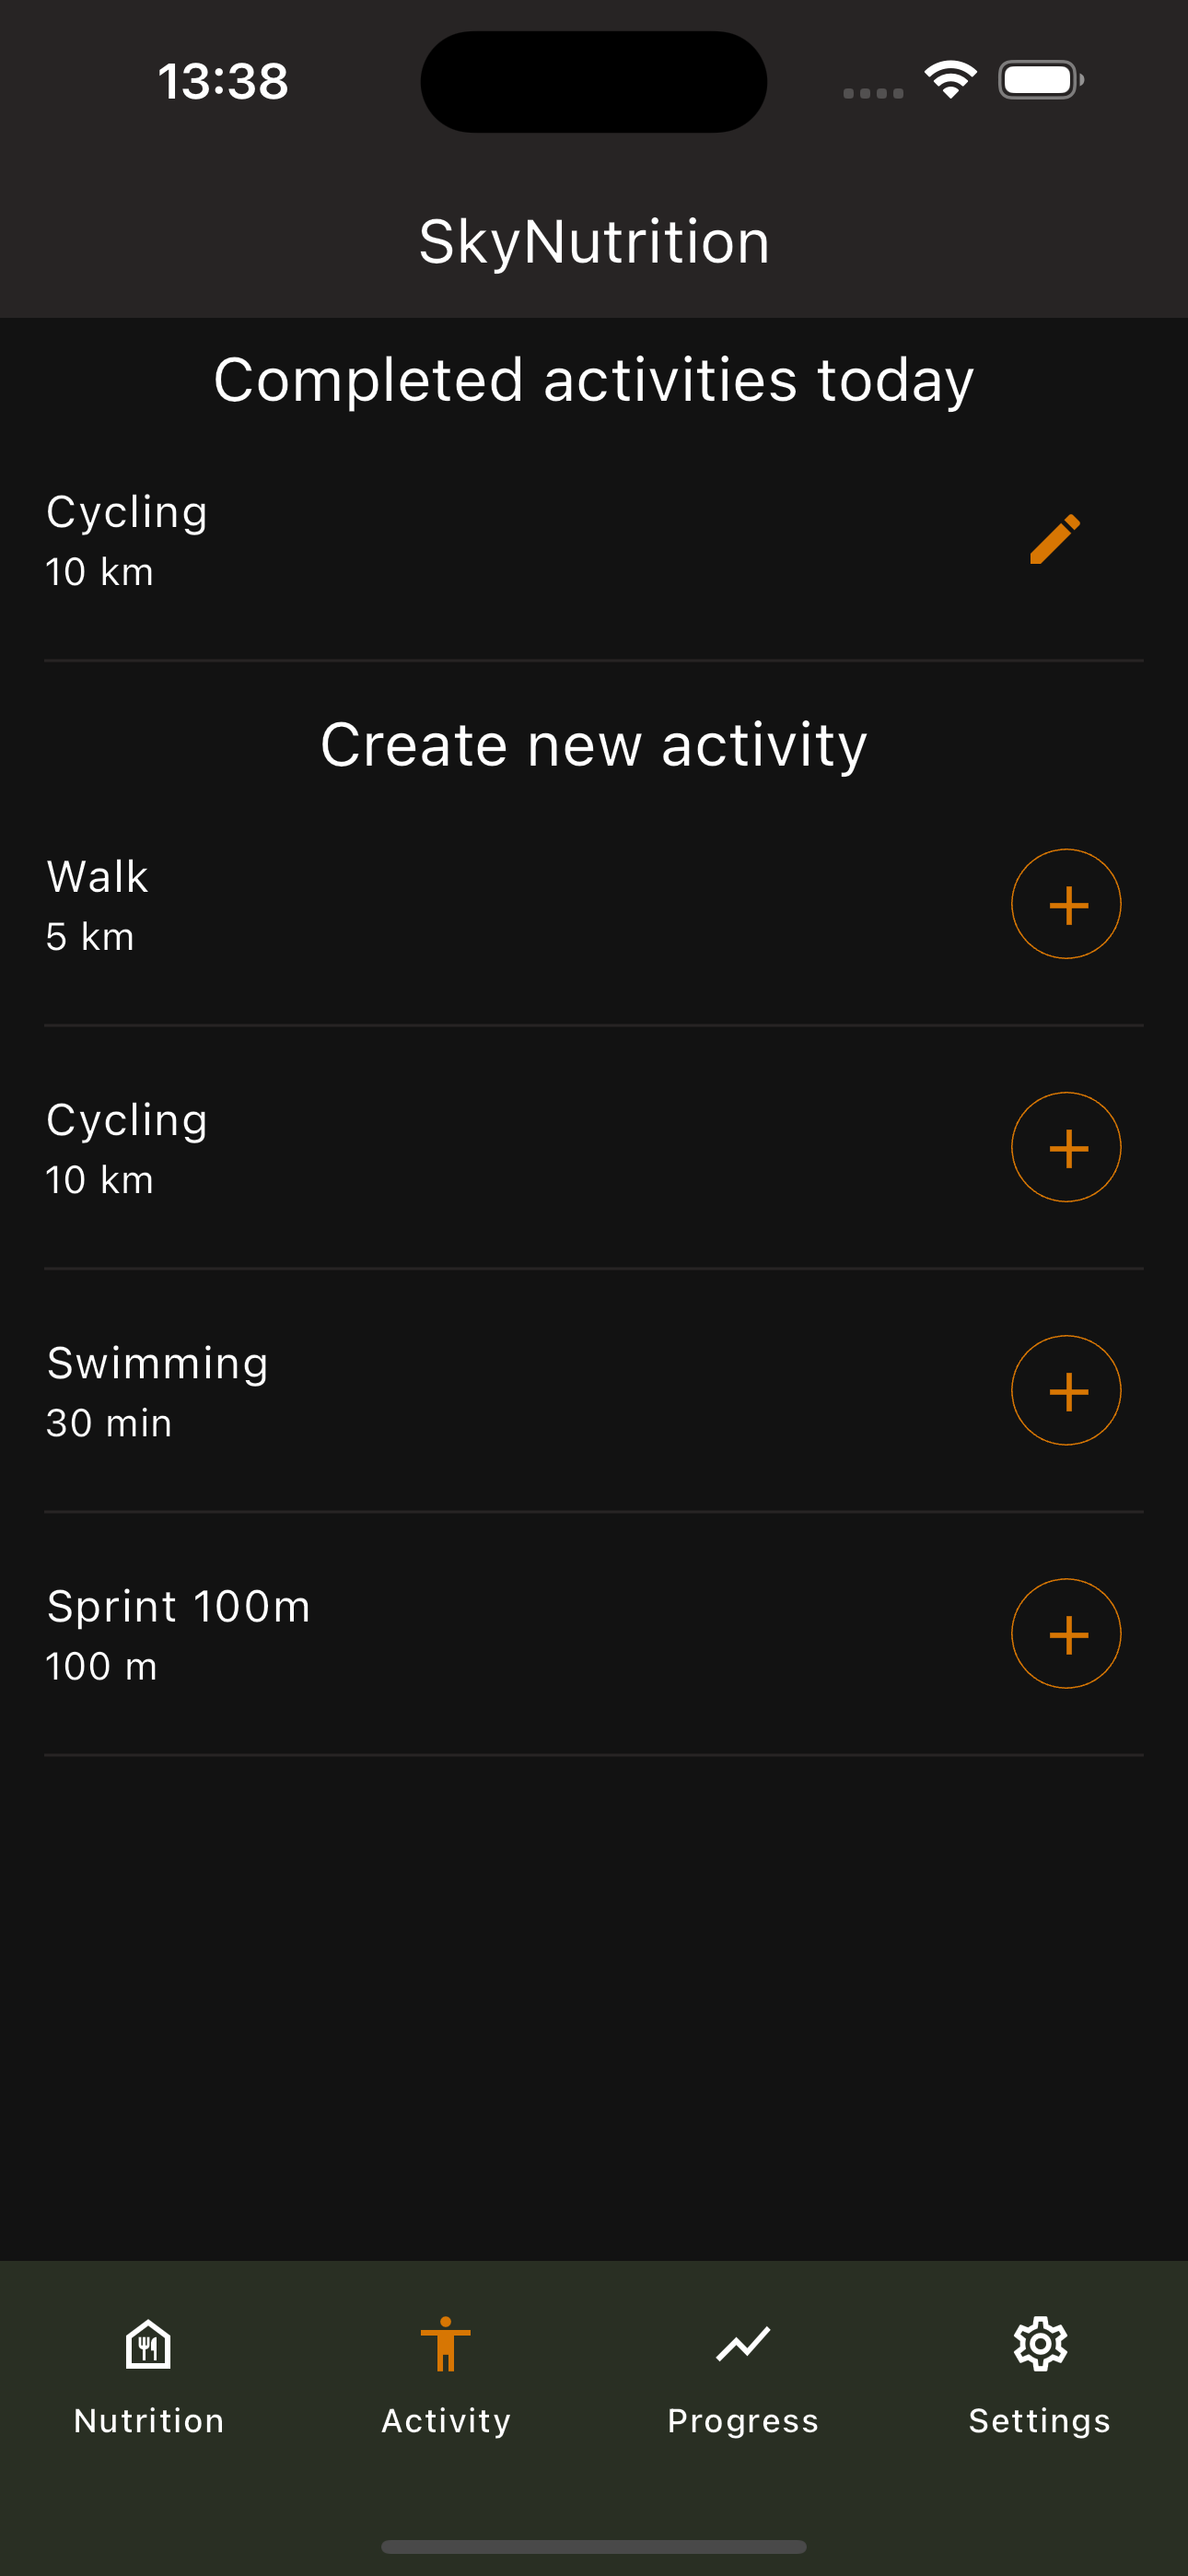 13:38
SkyNutrition
Completed activities today
Cycling
10 km
Create new activity
Walk
5 km
Cycling
10 km
Swimming
30 min
Sprint 100m
100 m
Nutrition
Activity
Progress
Settings